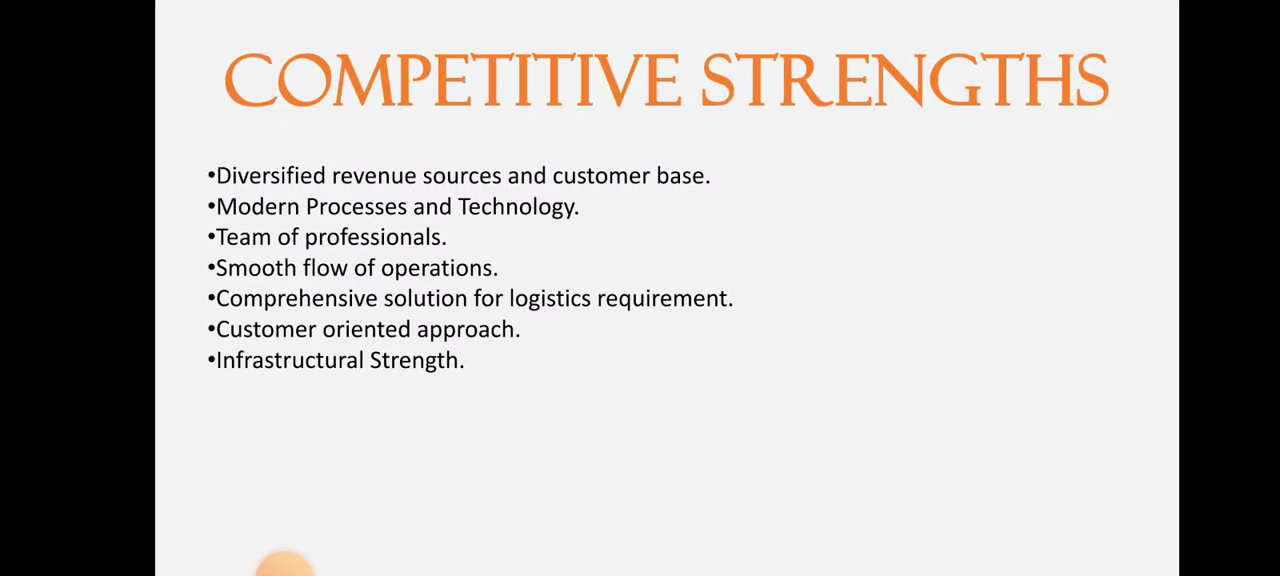 COMPETITIVE STRENGTHS
•Diversified revenue sources and customer base.
•Modern Processes and Technology.
•Team of professionals.
•Smooth flow of operations.
•Comprehensive solution for logistics requirement.
•Customer oriented approach.
•Infrastructural Strength.